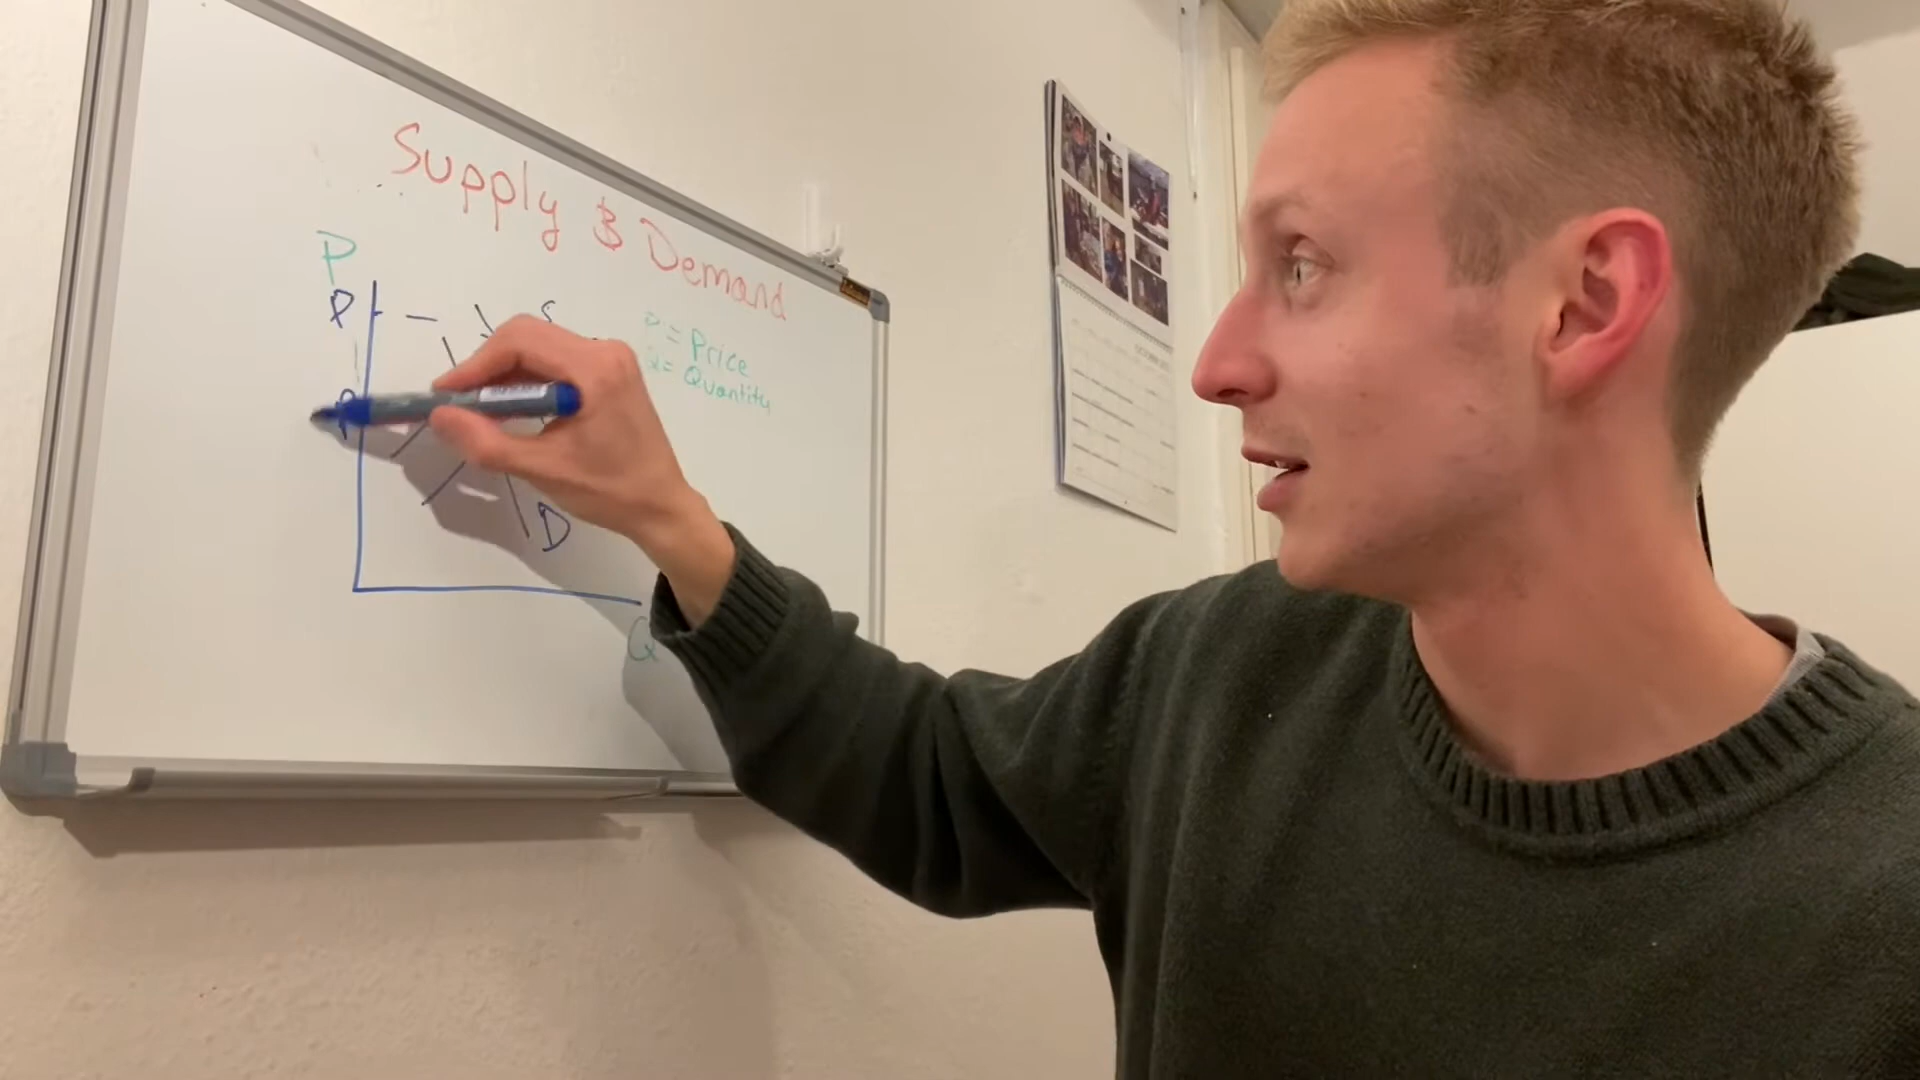 Supply & Demand
P
P
S
P = Price
Q = Quantity
P
D
Q